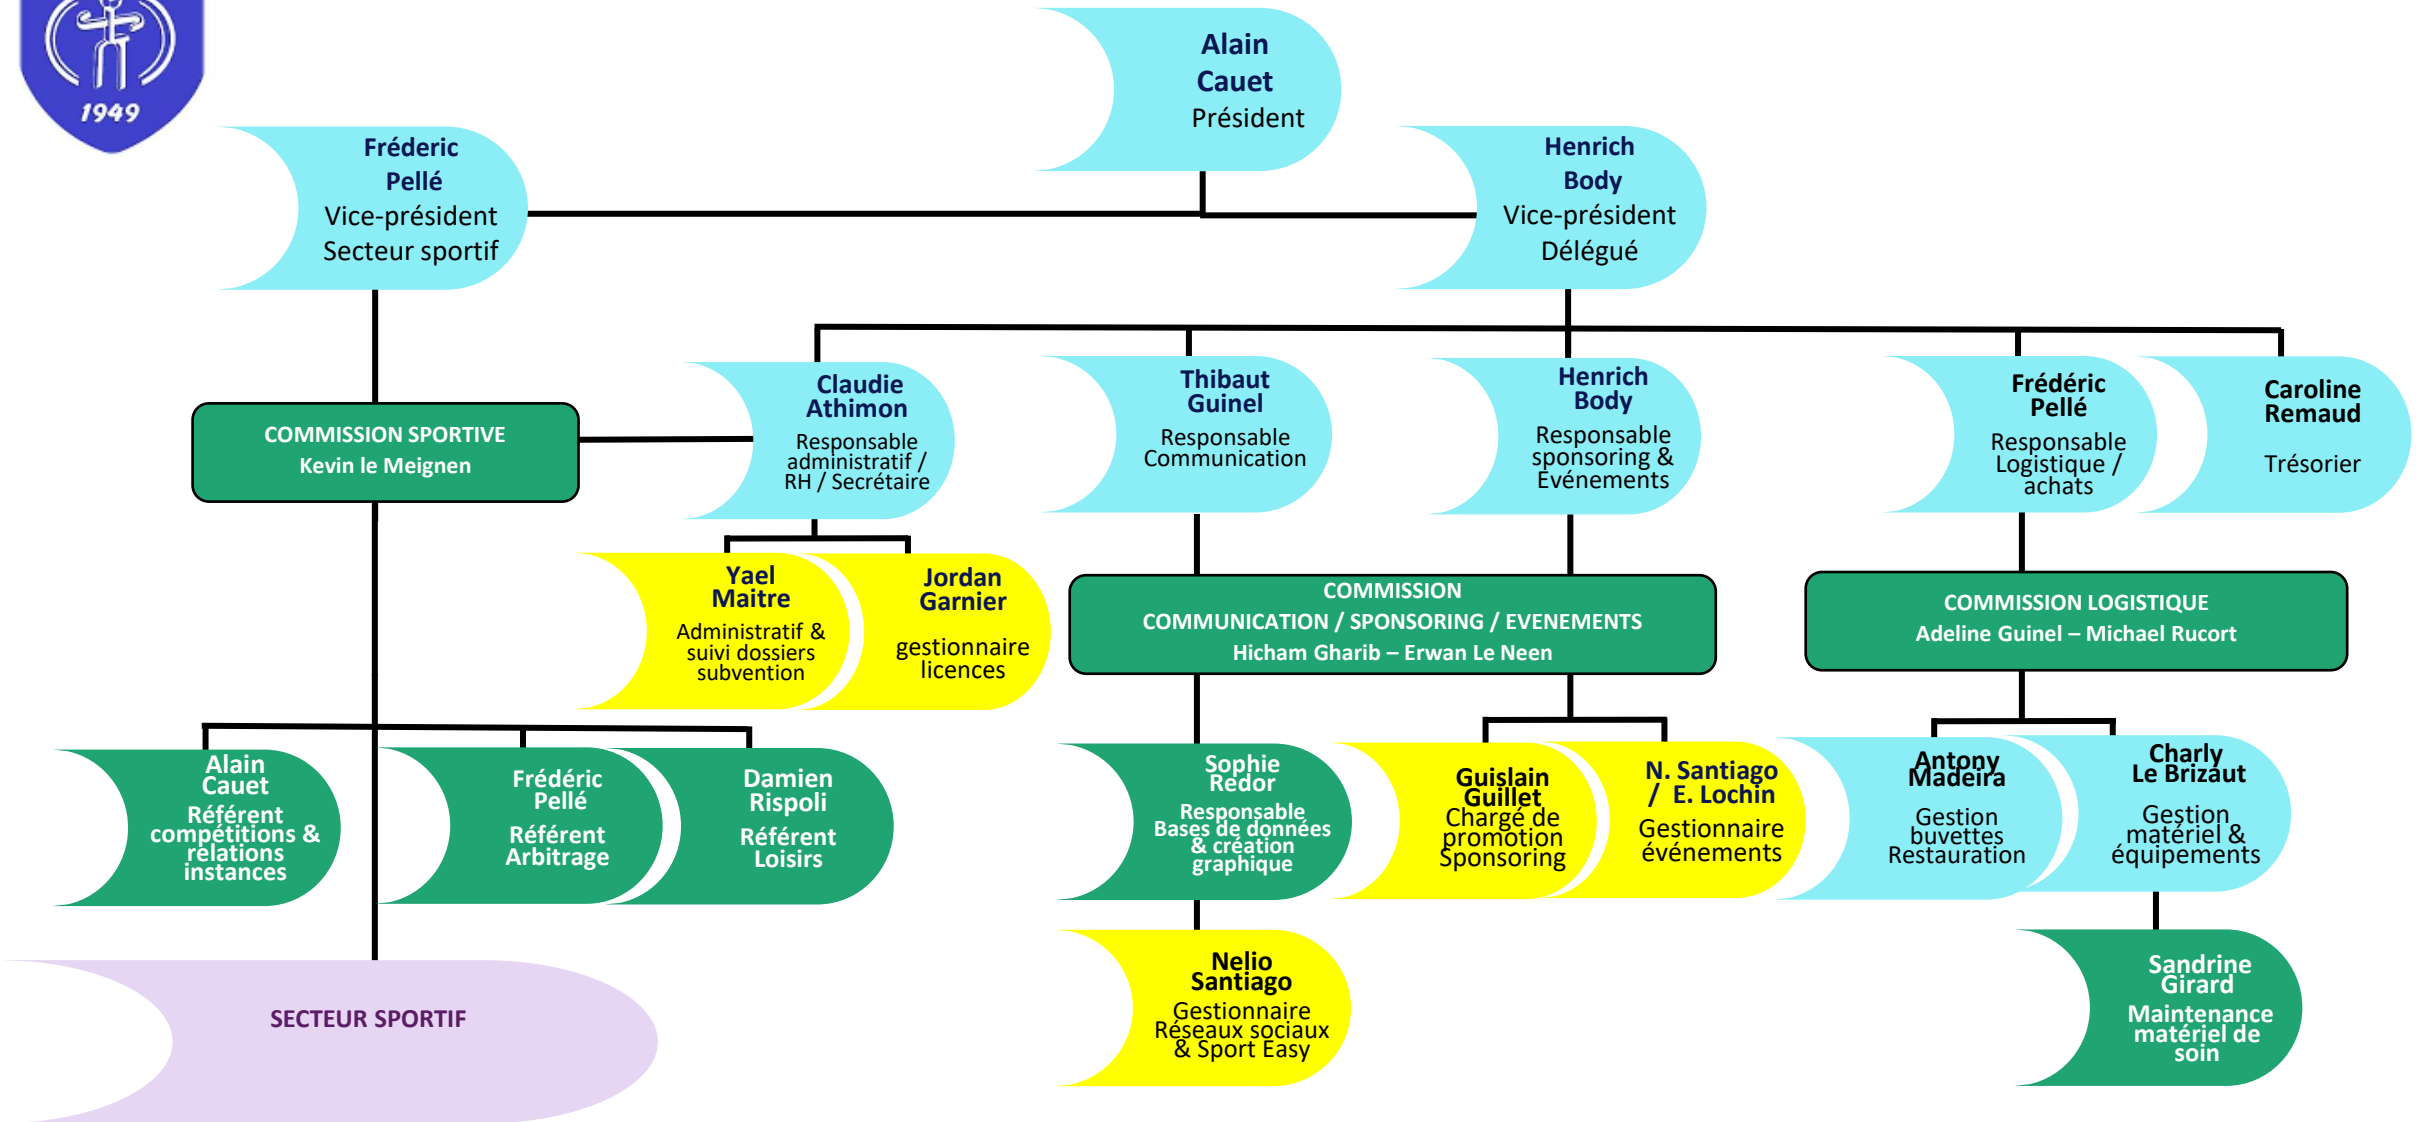 1949
Alain
Cauet
Président
Fréderic
Pellé
Vice-président
Secteur sportif
Henrich
Body
Vice-président
Délégué
COMMISSION SPORTIVE
Kevin le Meignen
Claudie
Athimon
Responsable
administratif /
RH / Secrétaire
Thibaut
Guinel
Responsable
Communication
Henrich
Body
Responsable
sponsoring &
Evénements
Frédéric
Pellé
Responsable
Logistique /
achats
Caroline
Remaud
Trésorier
Yael
Maitre
Administratif &
suivi dossiers
subvention
Jordan
Garnier
gestionnaire
licences
COMMISSION
COMMUNICATION / SPONSORING / EVENEMENTS
Hicham Gharib – Erwan Le Neen
COMMISSION LOGISTIQUE
Adeline Guinel – Michael Rucort
Alain
Cauet
Référent
compétitions &
relations
instances
Frédéric
Pellé
Référent
Arbitrage
Damien
Rispoli
Référent
Loisirs
Sophie
Redor
Responsable
Bases de données
& création
graphique
Guislain
Guillet
Chargé de
promotion
Sponsoring
N. Santiago
/ E. Lochin
Gestionnaire
événements
Antony
Madeira
Gestion
buvettes
Restauration
Charly
Le Brizaut
Gestion
matériel &
équipements
SECTEUR SPORTIF
Nelio
Santiago
Gestionnaire
Réseaux sociaux
& Sport Easy
Sandrine
Girard
Maintenance
matériel de
soin